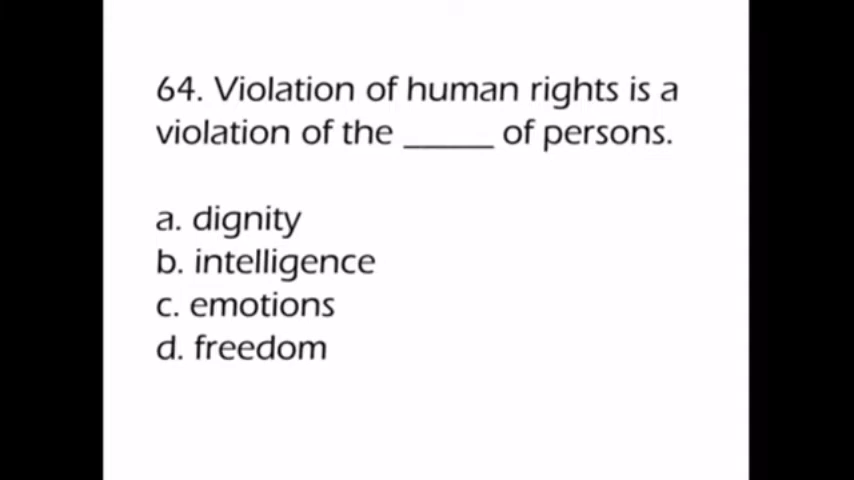 64. Violation of human rights is a
violation of the _____ of persons.
a. dignity
b. intelligence
c. emotions
d. freedom